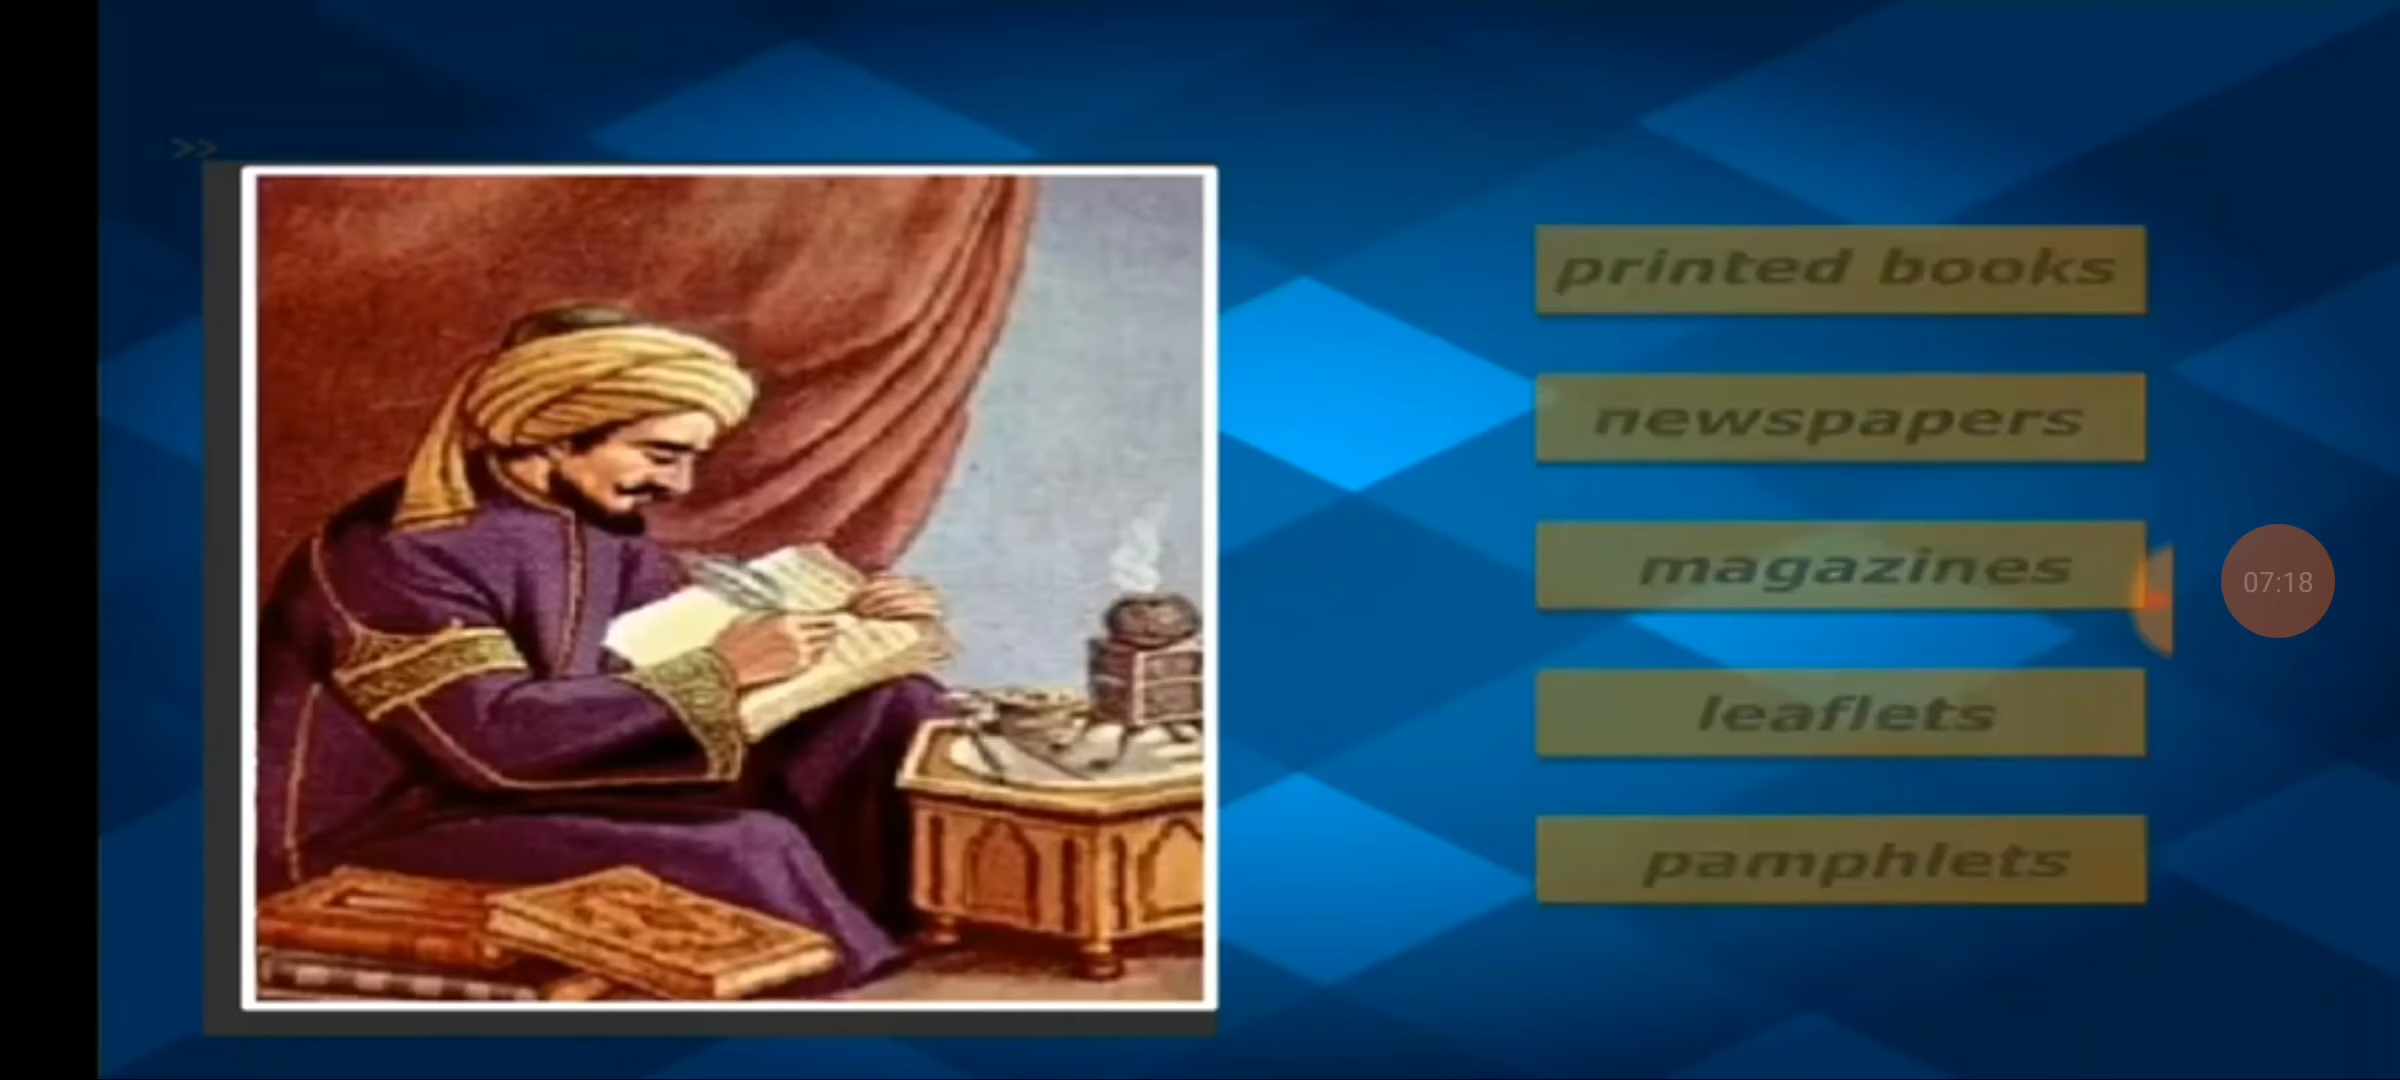 >>
printed books
newspapers
magazines
leaflets
pamphlets
07:18